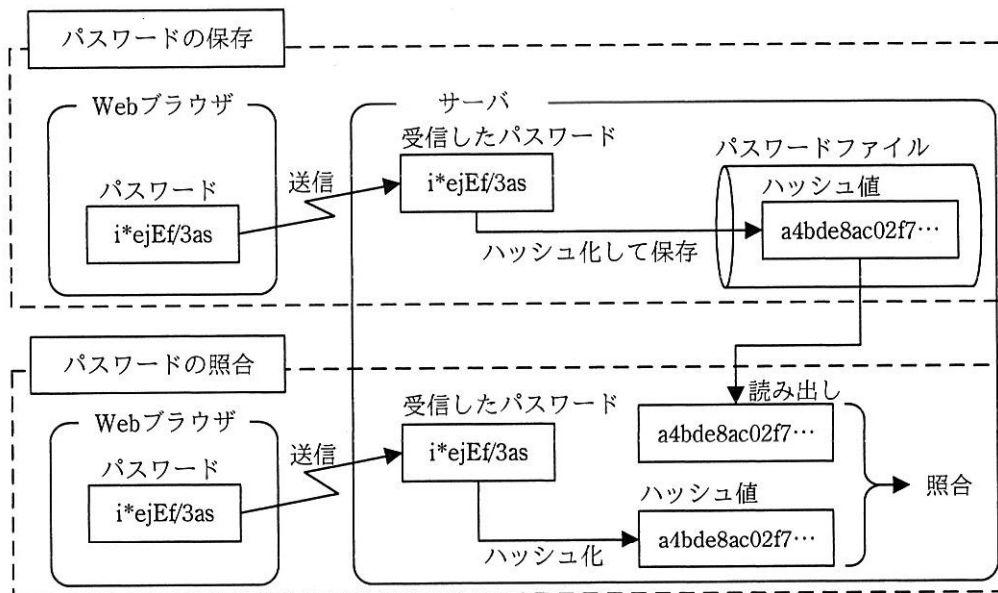 パスワードの保存
Webブラウザ
サーバ
受信したパスワード
パスワードファイル
パスワード
送信
i*ejEf/3as
ハッシュ値
i*ejEf/3as
a4bde8ac02f7…
ハッシュ化して保存
パスワードの照合
Webブラウザ
受信したパスワード
読み出し
パスワード
送信
i*ejEf/3as
a4bde8ac02f7…
i*ejEf/3as
ハッシュ値
照合
a4bde8ac02f7…
ハッシュ化